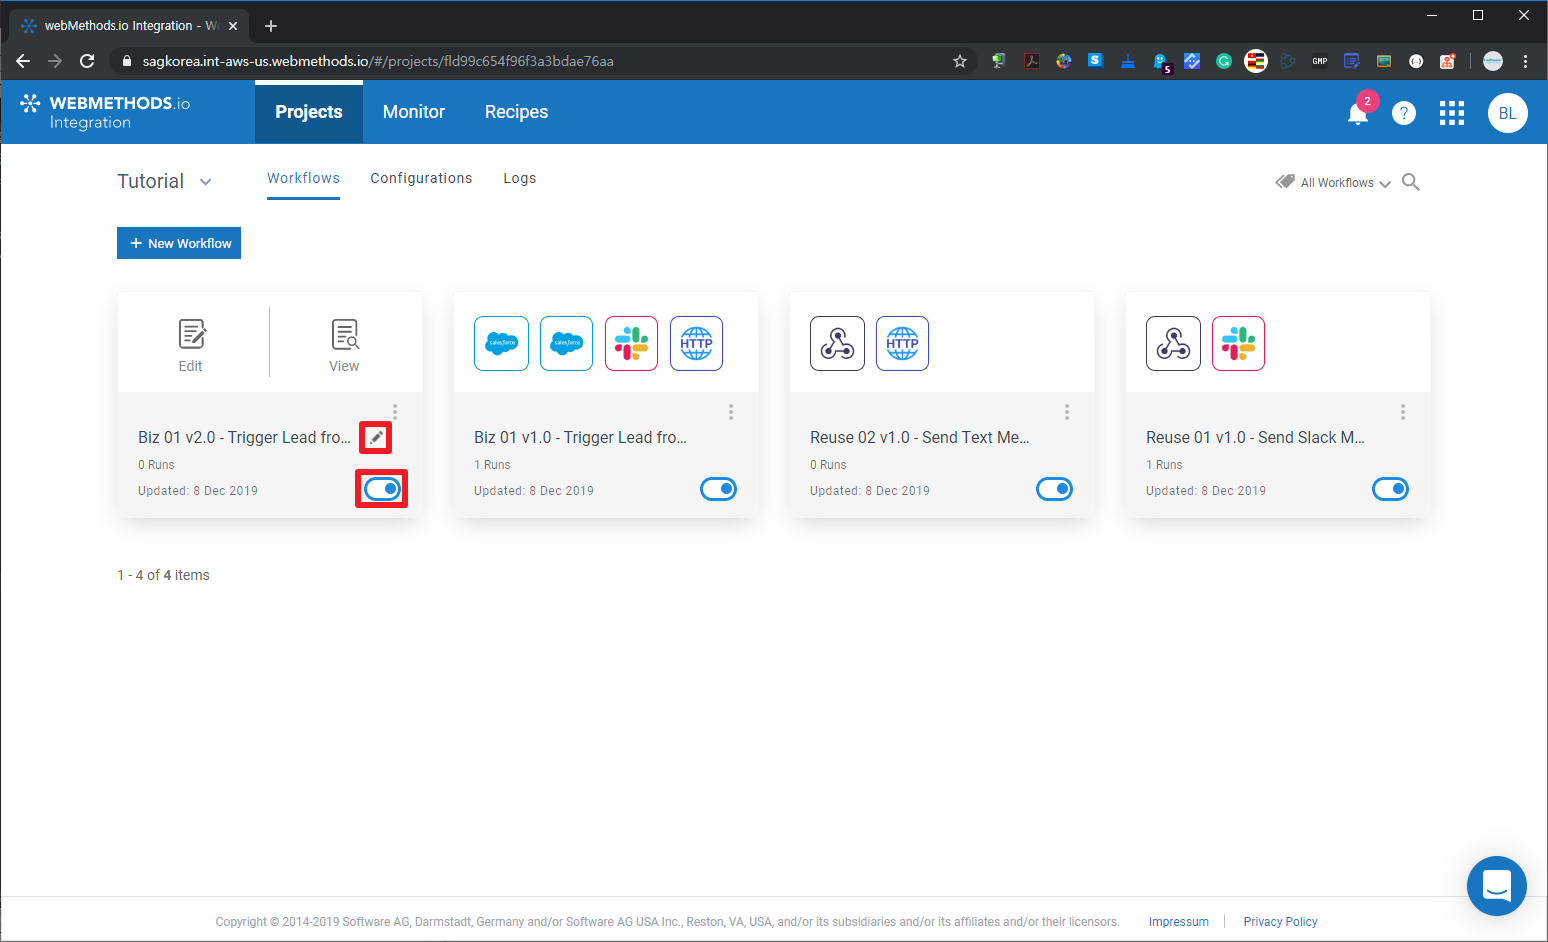 webMethods.io Integration - W
sagkorea.int-aws-us.webmethods.io/#/projects/fld99c654f96f3a3bdae76aa
S
5
GMP
WEBMETHODS.io
Integration
Projects
Monitor
Recipes
2
?
BL
Tutorial
Workflows
Configurations
Logs
All Workflows
+ New Workflow
Edit
View
Biz 01 v2.0 - Trigger Lead fro...
0 Runs
Updated: 8 Dec 2019
salesforce
salesforce
HTTP
Biz 01 v1.0 - Trigger Lead fro...
1 Runs
Updated: 8 Dec 2019
HTTP
Reuse 02 v1.0 - Send Text Me...
0 Runs
Updated: 8 Dec 2019
Reuse 01 v1.0 - Send Slack M...
1 Runs
Updated: 8 Dec 2019
1 - 4 of 4 items
Copyright © 2014-2019 Software AG, Darmstadt, Germany and/or Software AG USA Inc., Reston, VA, USA, and/or its subsidiaries and/or its affiliates and/or their licensors.
Impressum
Privacy Policy